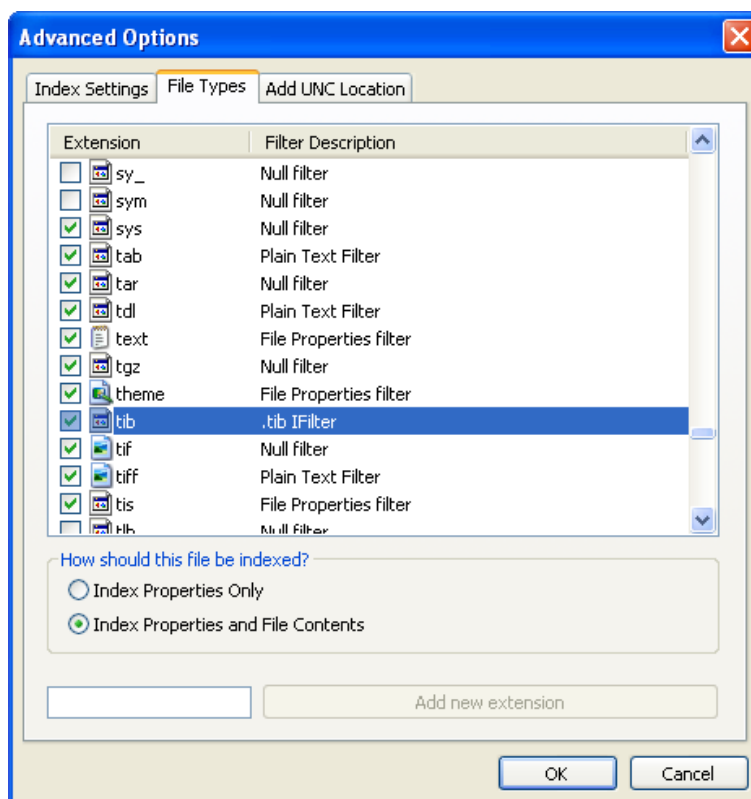 Advanced Options
Index Settings File Types Add UNC Location
Extension Filter Description
sy_ Null filter
sym Null filter
sys Null filter
tab Plain Text Filter
tar Null filter
tdl Plain Text Filter
text File Properties filter
tgz Null filter
theme File Properties filter
tib .tib IFilter
tif Null filter
tiff Plain Text Filter
tis File Properties filter
tlb Null filter
How should this file be indexed?
Index Properties Only
Index Properties and File Contents
Add new extension
OK Cancel